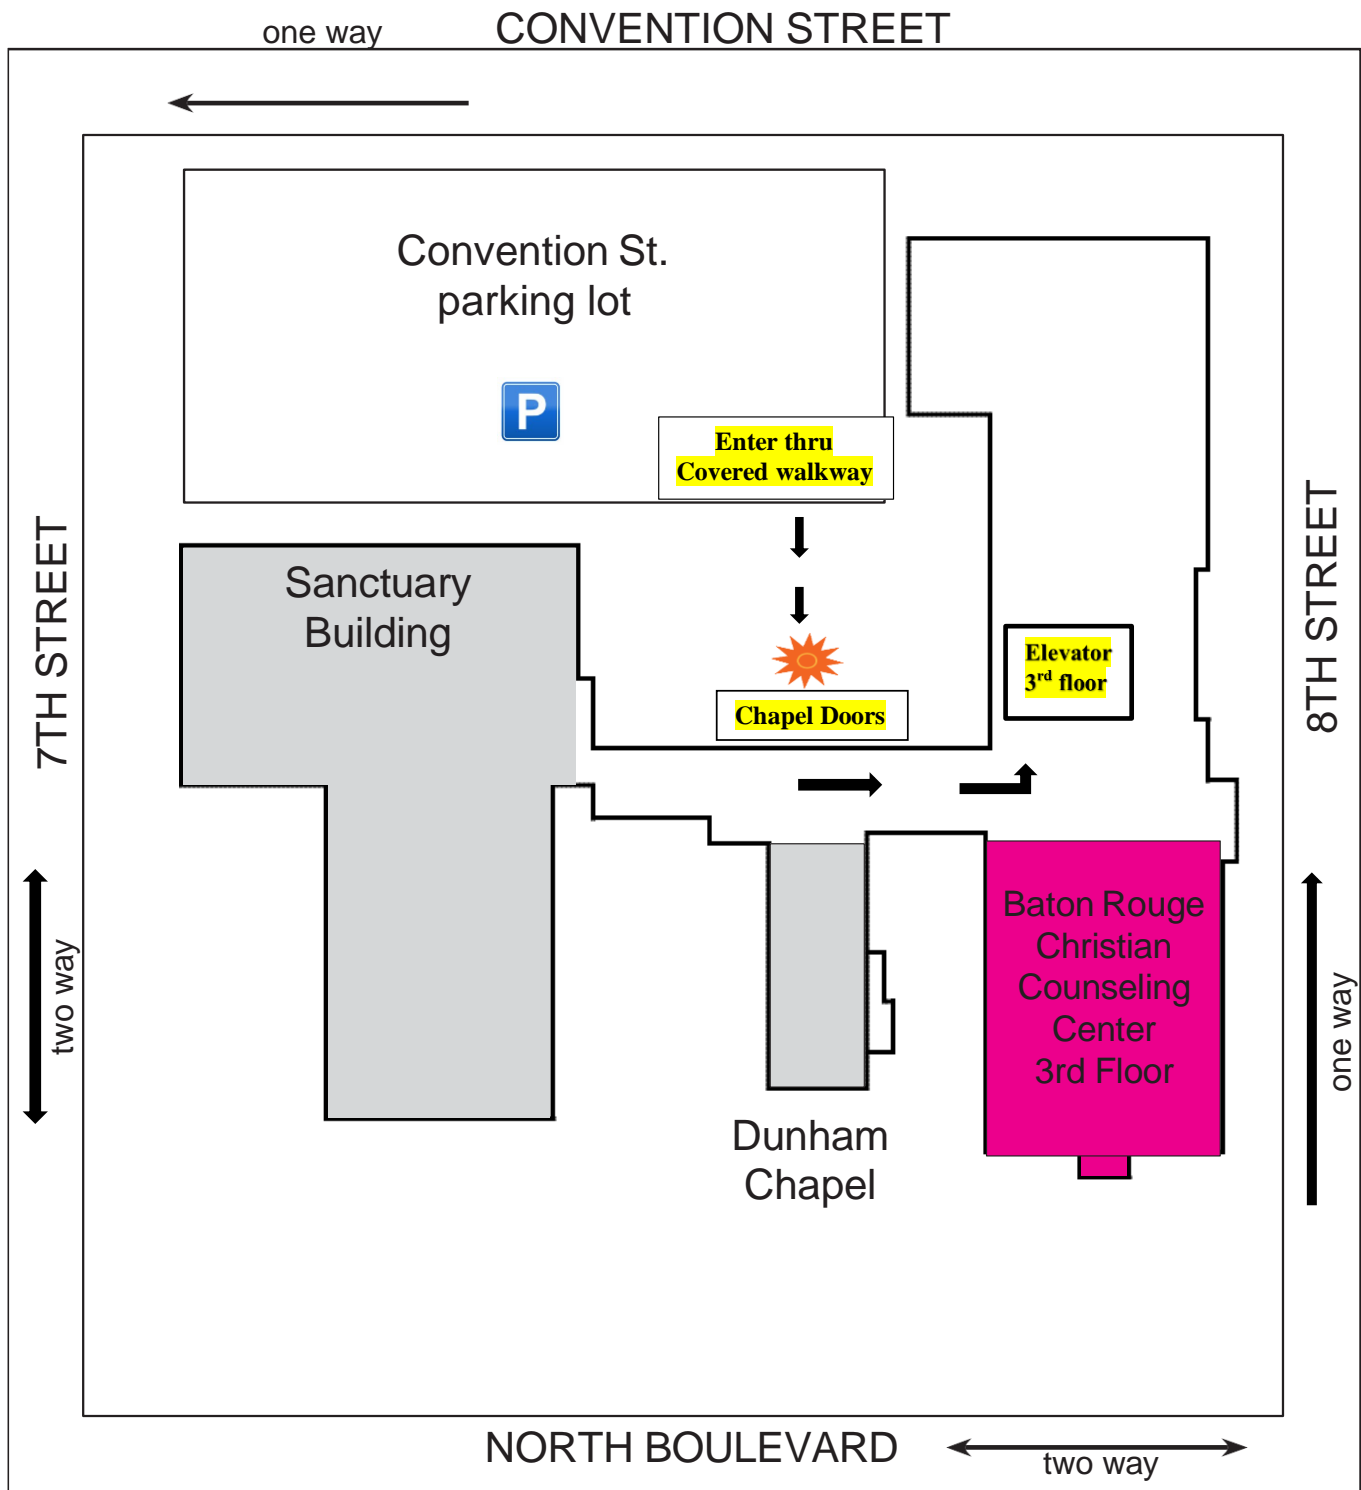 one way
CONVENTION STREET
Convention St.
parking lot
P
Enter thru
Covered walkway
Sanctuary
Building
7TH STREET
8TH STREET
Elevator
3rd floor
Chapel Doors
Baton Rouge
Christian
Counseling
Center
3rd Floor
two way
one way
Dunham
Chapel
NORTH BOULEVARD
two way